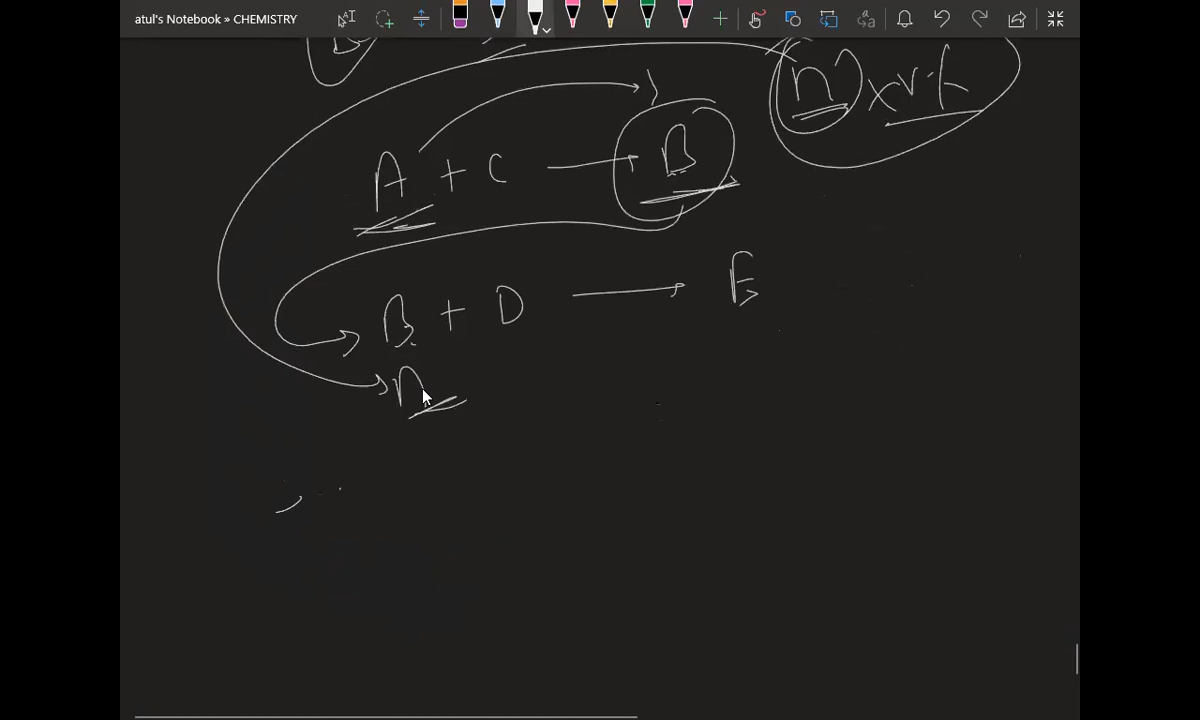 atul's Notebook » CHEMISTRY
n × v.f
A + C → B
B + D → E
n